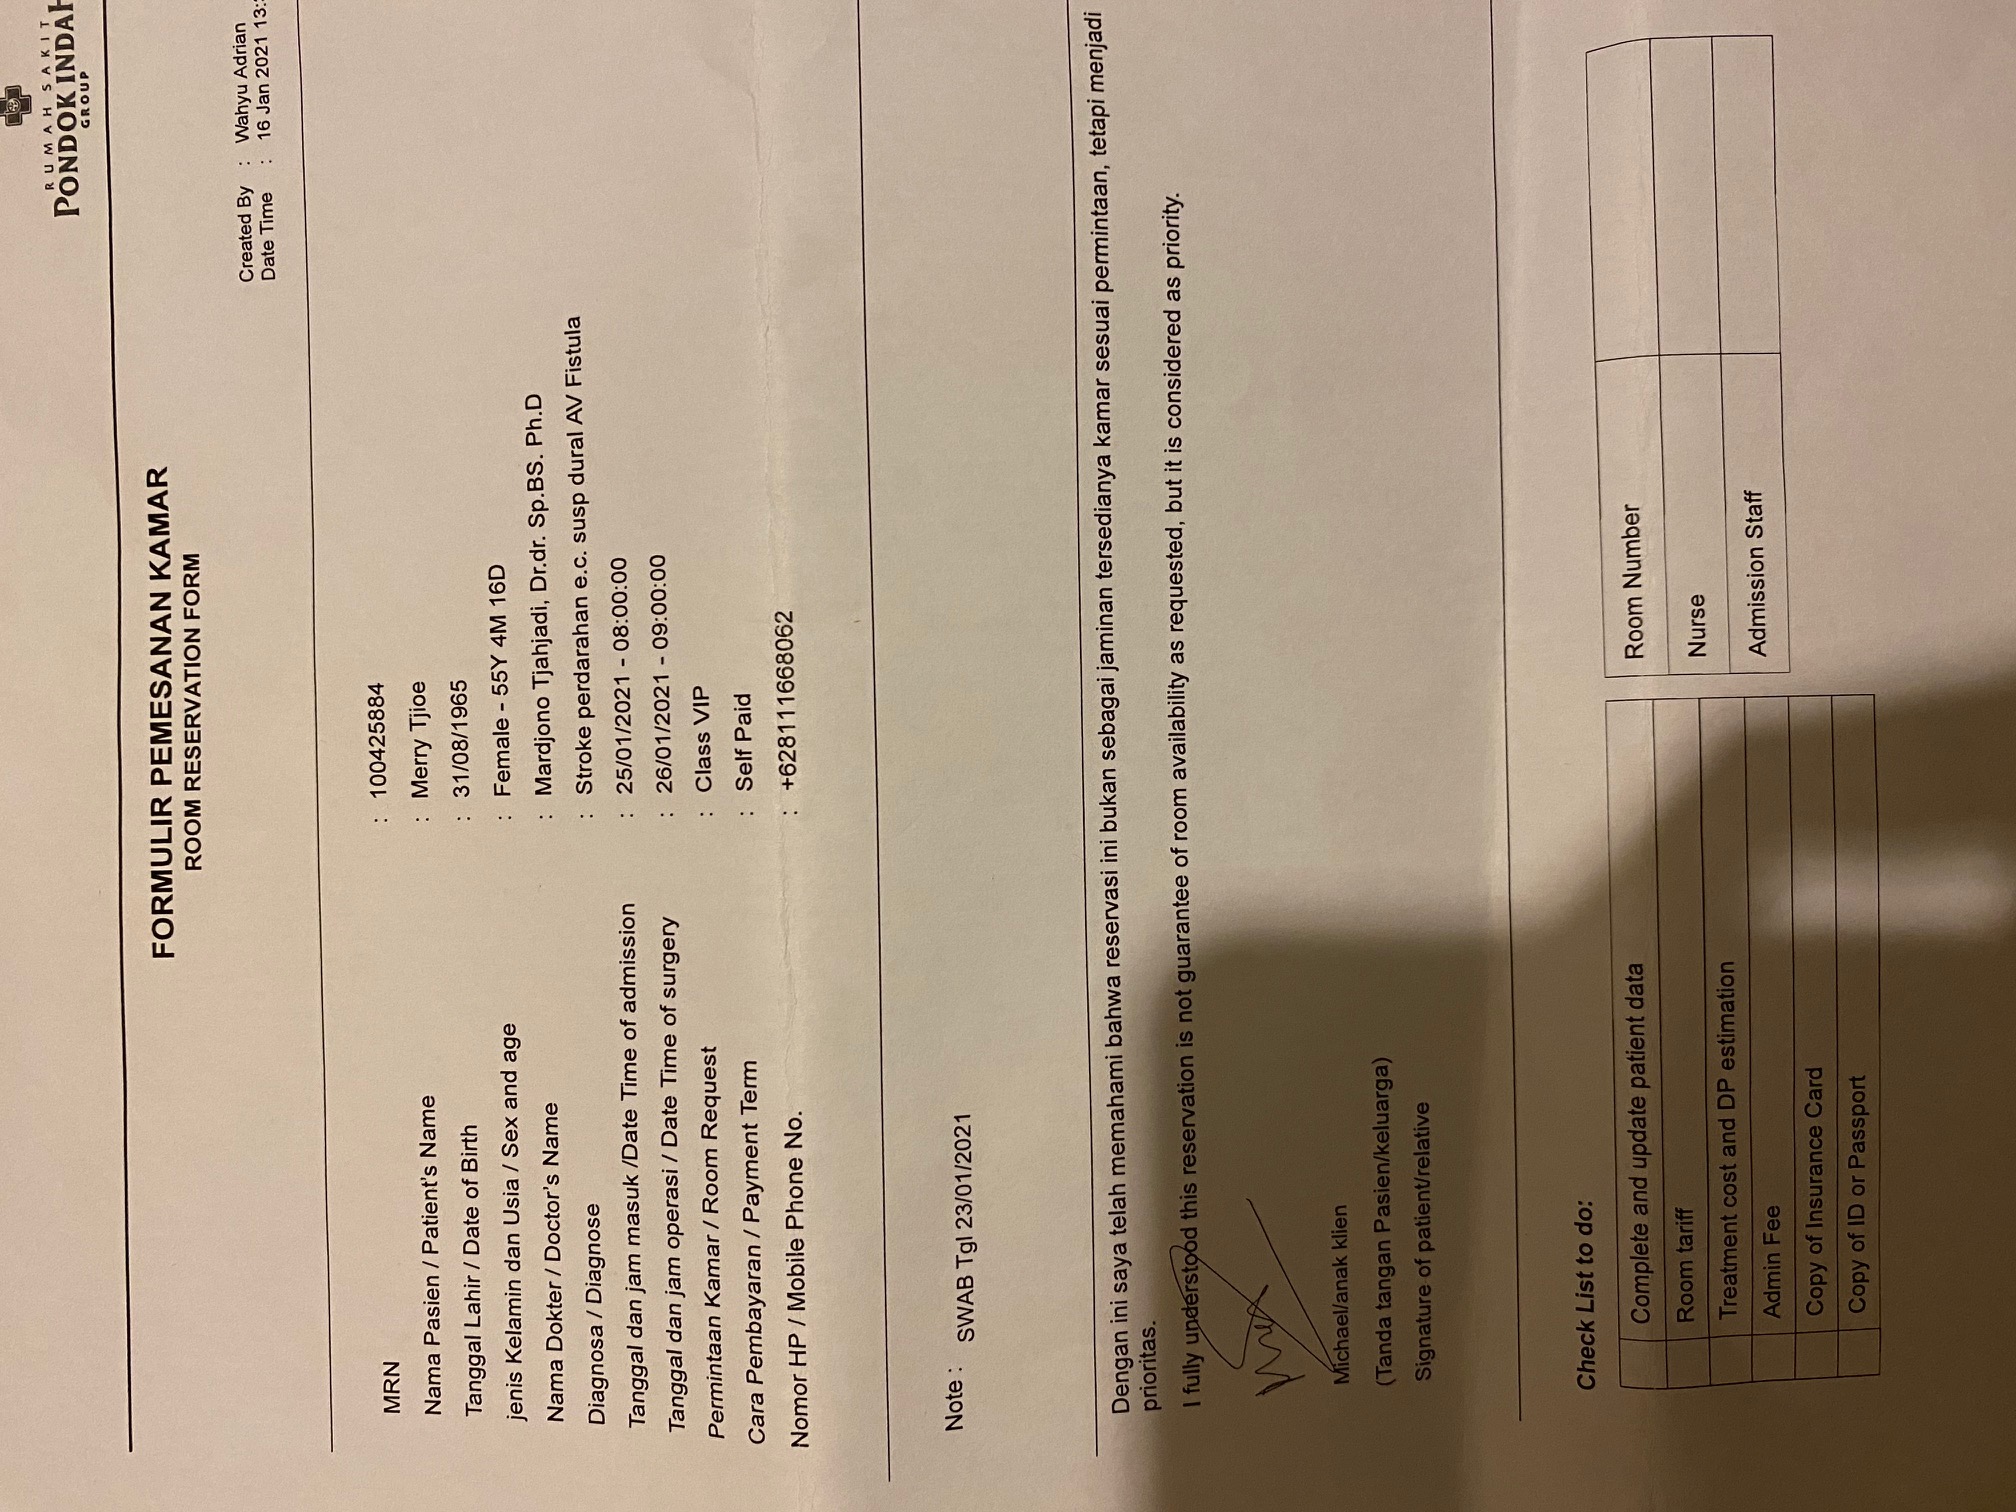 RUMAH SAKIT
PONDOK INDAH
GROUP
FORMULIR PEMESANAN KAMAR
ROOM RESERVATION FORM
Created By : Wahyu Adrian
Date Time : 16 Jan 2021 13:
MRN : 100425884
Nama Pasien / Patient's Name : Merry Tjioe
Tanggal Lahir / Date of Birth : 31/08/1965
jenis Kelamin dan Usia / Sex and age : Female - 55Y 4M 16D
Nama Dokter / Doctor's Name : Mardjono Tjahjadi, Dr.dr. Sp.BS. Ph.D
Diagnosa / Diagnose : Stroke perdarahan e.c. susp dural AV Fistula
Tanggal dan jam masuk /Date Time of admission : 25/01/2021 - 08:00:00
Tanggal dan jam operasi / Date Time of surgery : 26/01/2021 - 09:00:00
Permintaan Kamar / Room Request : Class VIP
Cara Pembayaran / Payment Term : Self Paid
Nomor HP / Mobile Phone No. : +628111668062
Note : SWAB Tgl 23/01/2021
Dengan ini saya telah memahami bahwa reservasi ini bukan sebagai jaminan tersedianya kamar sesuai permintaan, tetapi menjadi
prioritas.
I fully understood this reservation is not guarantee of room availability as requested, but it is considered as priority.
Michael/anak klien
(Tanda tangan Pasien/keluarga)
Signature of patient/relative
Check List to do:
Complete and update patient data
Room tariff
Treatment cost and DP estimation
Admin Fee
Copy of Insurance Card
Copy of ID or Passport
Room Number
Nurse
Admission Staff